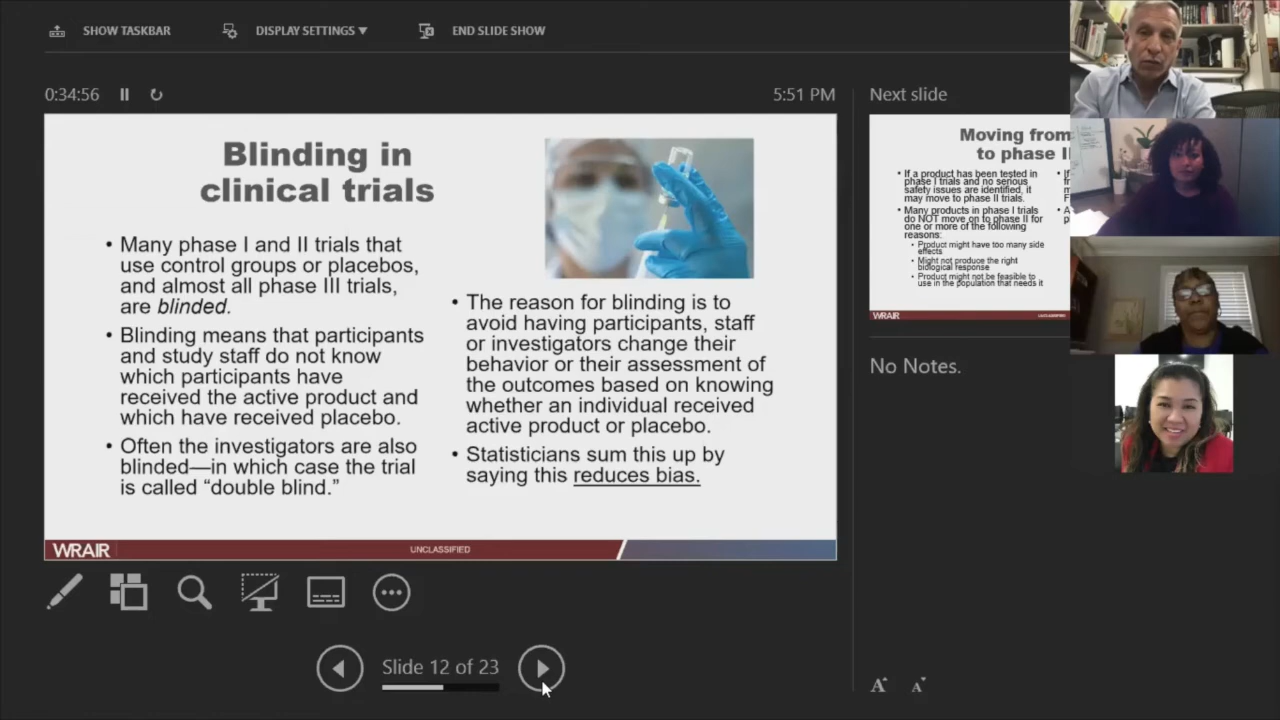 SHOW TASKBAR
DISPLAY SETTINGS ▼
END SLIDE SHOW
0:34:56
5:51 PM
Blinding in
clinical trials
• Many phase I and II trials that
use control groups or placebos,
and almost all phase III trials,
are blinded.
• Blinding means that participants
and study staff do not know
which participants have
received the active product and
which have received placebo.
• Often the investigators are also
blinded—in which case the trial
is called “double blind.”
• The reason for blinding is to
avoid having participants, staff
or investigators change their
behavior or their assessment of
the outcomes based on knowing
whether an individual received
active product or placebo.
• Statisticians sum this up by
saying this reduces bias.
WRAIR
UNCLASSIFIED
Slide 12 of 23
Next slide
Moving from
to phase II
• If a product has been tested in
phase I trials and no serious
safety issues are identified, it
may move to phase II trials.
• Many products in phase I trials
do NOT move on to phase II for
one or more of the following
reasons:
• Product might have too many side
effects
• Might not produce the right
biological response
• Product might not be feasible to
use in the population that needs it
WRAIR
UNCLASSIFIED
No Notes.
A A